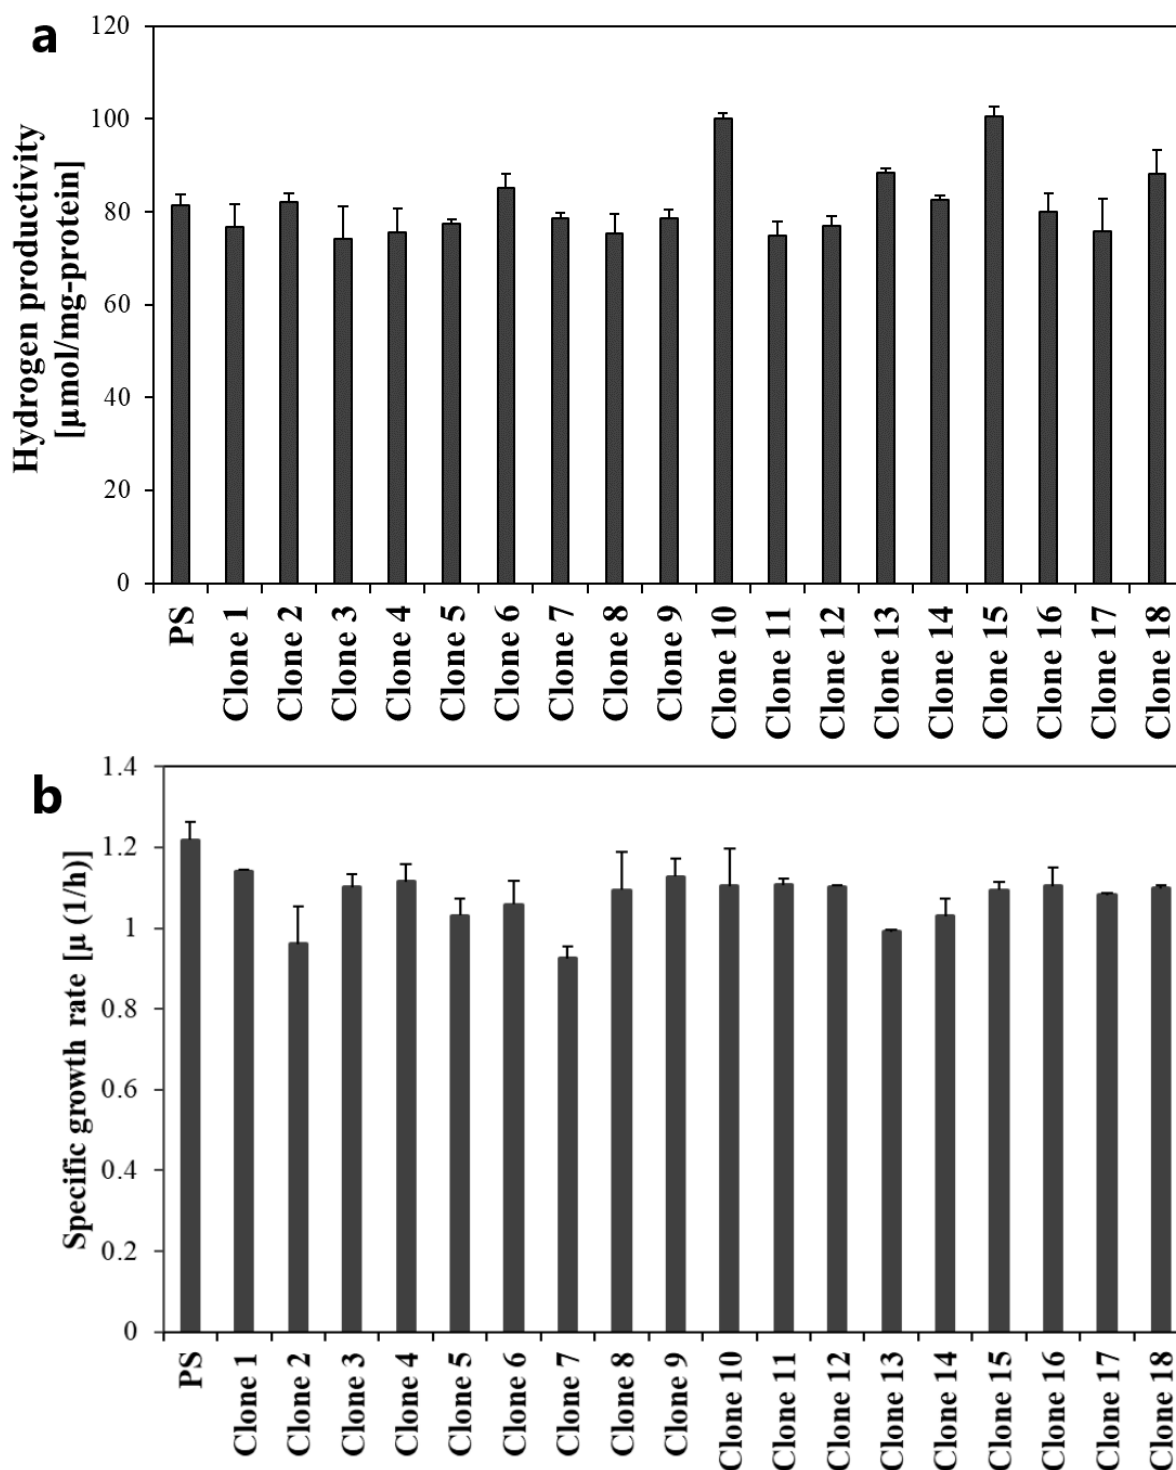 a
Hydrogen productivity
[μmol/mg-protein]
120
100
80
60
40
20
0
PS
Clone 1
Clone 2
Clone 3
Clone 4
Clone 5
Clone 6
Clone 7
Clone 8
Clone 9
Clone 10
Clone 11
Clone 12
Clone 13
Clone 14
Clone 15
Clone 16
Clone 17
Clone 18
b
Specific growth rate [μ (1/h)]
1.4
1.2
1
0.8
0.6
0.4
0.2
0
PS
Clone 1
Clone 2
Clone 3
Clone 4
Clone 5
Clone 6
Clone 7
Clone 8
Clone 9
Clone 10
Clone 11
Clone 12
Clone 13
Clone 14
Clone 15
Clone 16
Clone 17
Clone 18